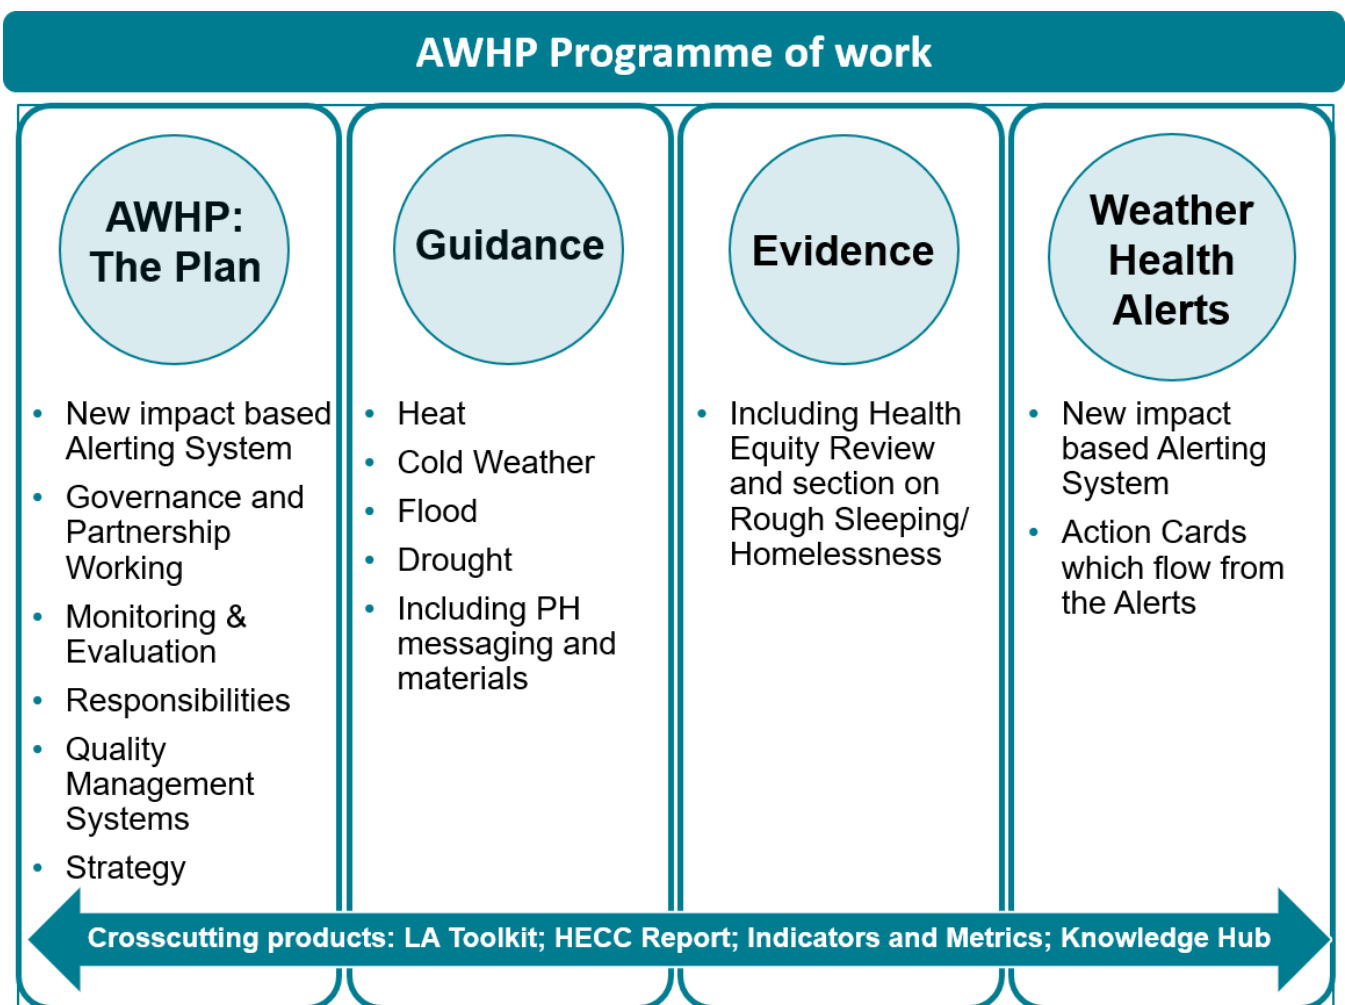 AWHP Programme of work
AWHP:
The Plan
• New impact based
Alerting System
• Governance and
Partnership
Working
• Monitoring &
Evaluation
• Responsibilities
• Quality
Management
Systems
• Strategy
Guidance
• Heat
• Cold Weather
• Flood
• Drought
• Including PH
messaging and
materials
Evidence
• Including Health
Equity Review
and section on
Rough Sleeping/
Homelessness
Weather
Health
Alerts
• New impact
based Alerting
System
• Action Cards
which flow from
the Alerts
Crosscutting products: LA Toolkit; HECC Report; Indicators and Metrics; Knowledge Hub